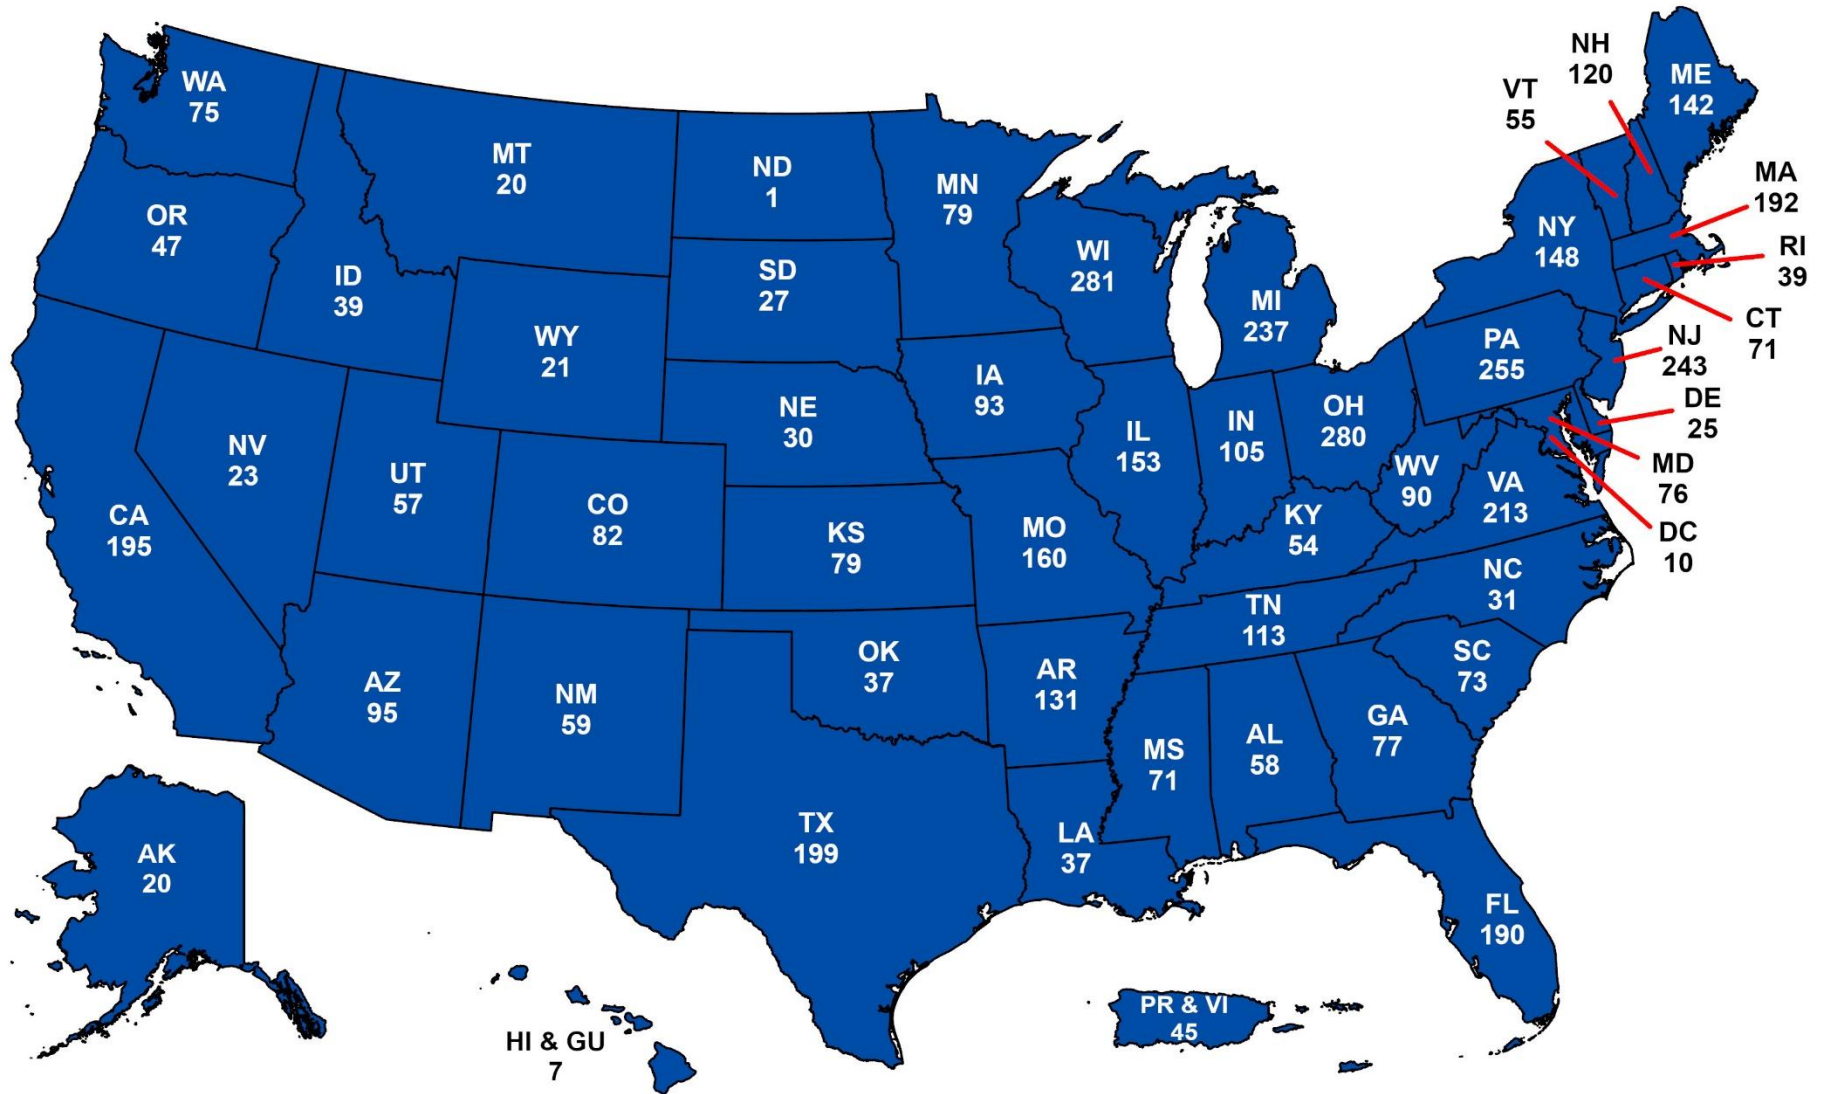 WA
75
OR
47
CA
195
NV
23
ID
39
MT
20
WY
21
UT
57
CO
82
AZ
95
NM
59
ND
1
SD
27
NE
30
KS
79
OK
37
TX
199
MN
79
IA
93
MO
160
AR
131
LA
37
WI
281
IL
153
MI
237
IN
105
OH
280
KY
54
TN
113
MS
71
AL
58
GA
77
FL
190
SC
73
NC
31
VA
213
WV
90
PA
255
NY
148
VT
55
NH
120
ME
142
MA
192
RI
39
CT
71
NJ
243
DE
25
MD
76
DC
10
AK
20
HI & GU
7
PR & VI
45